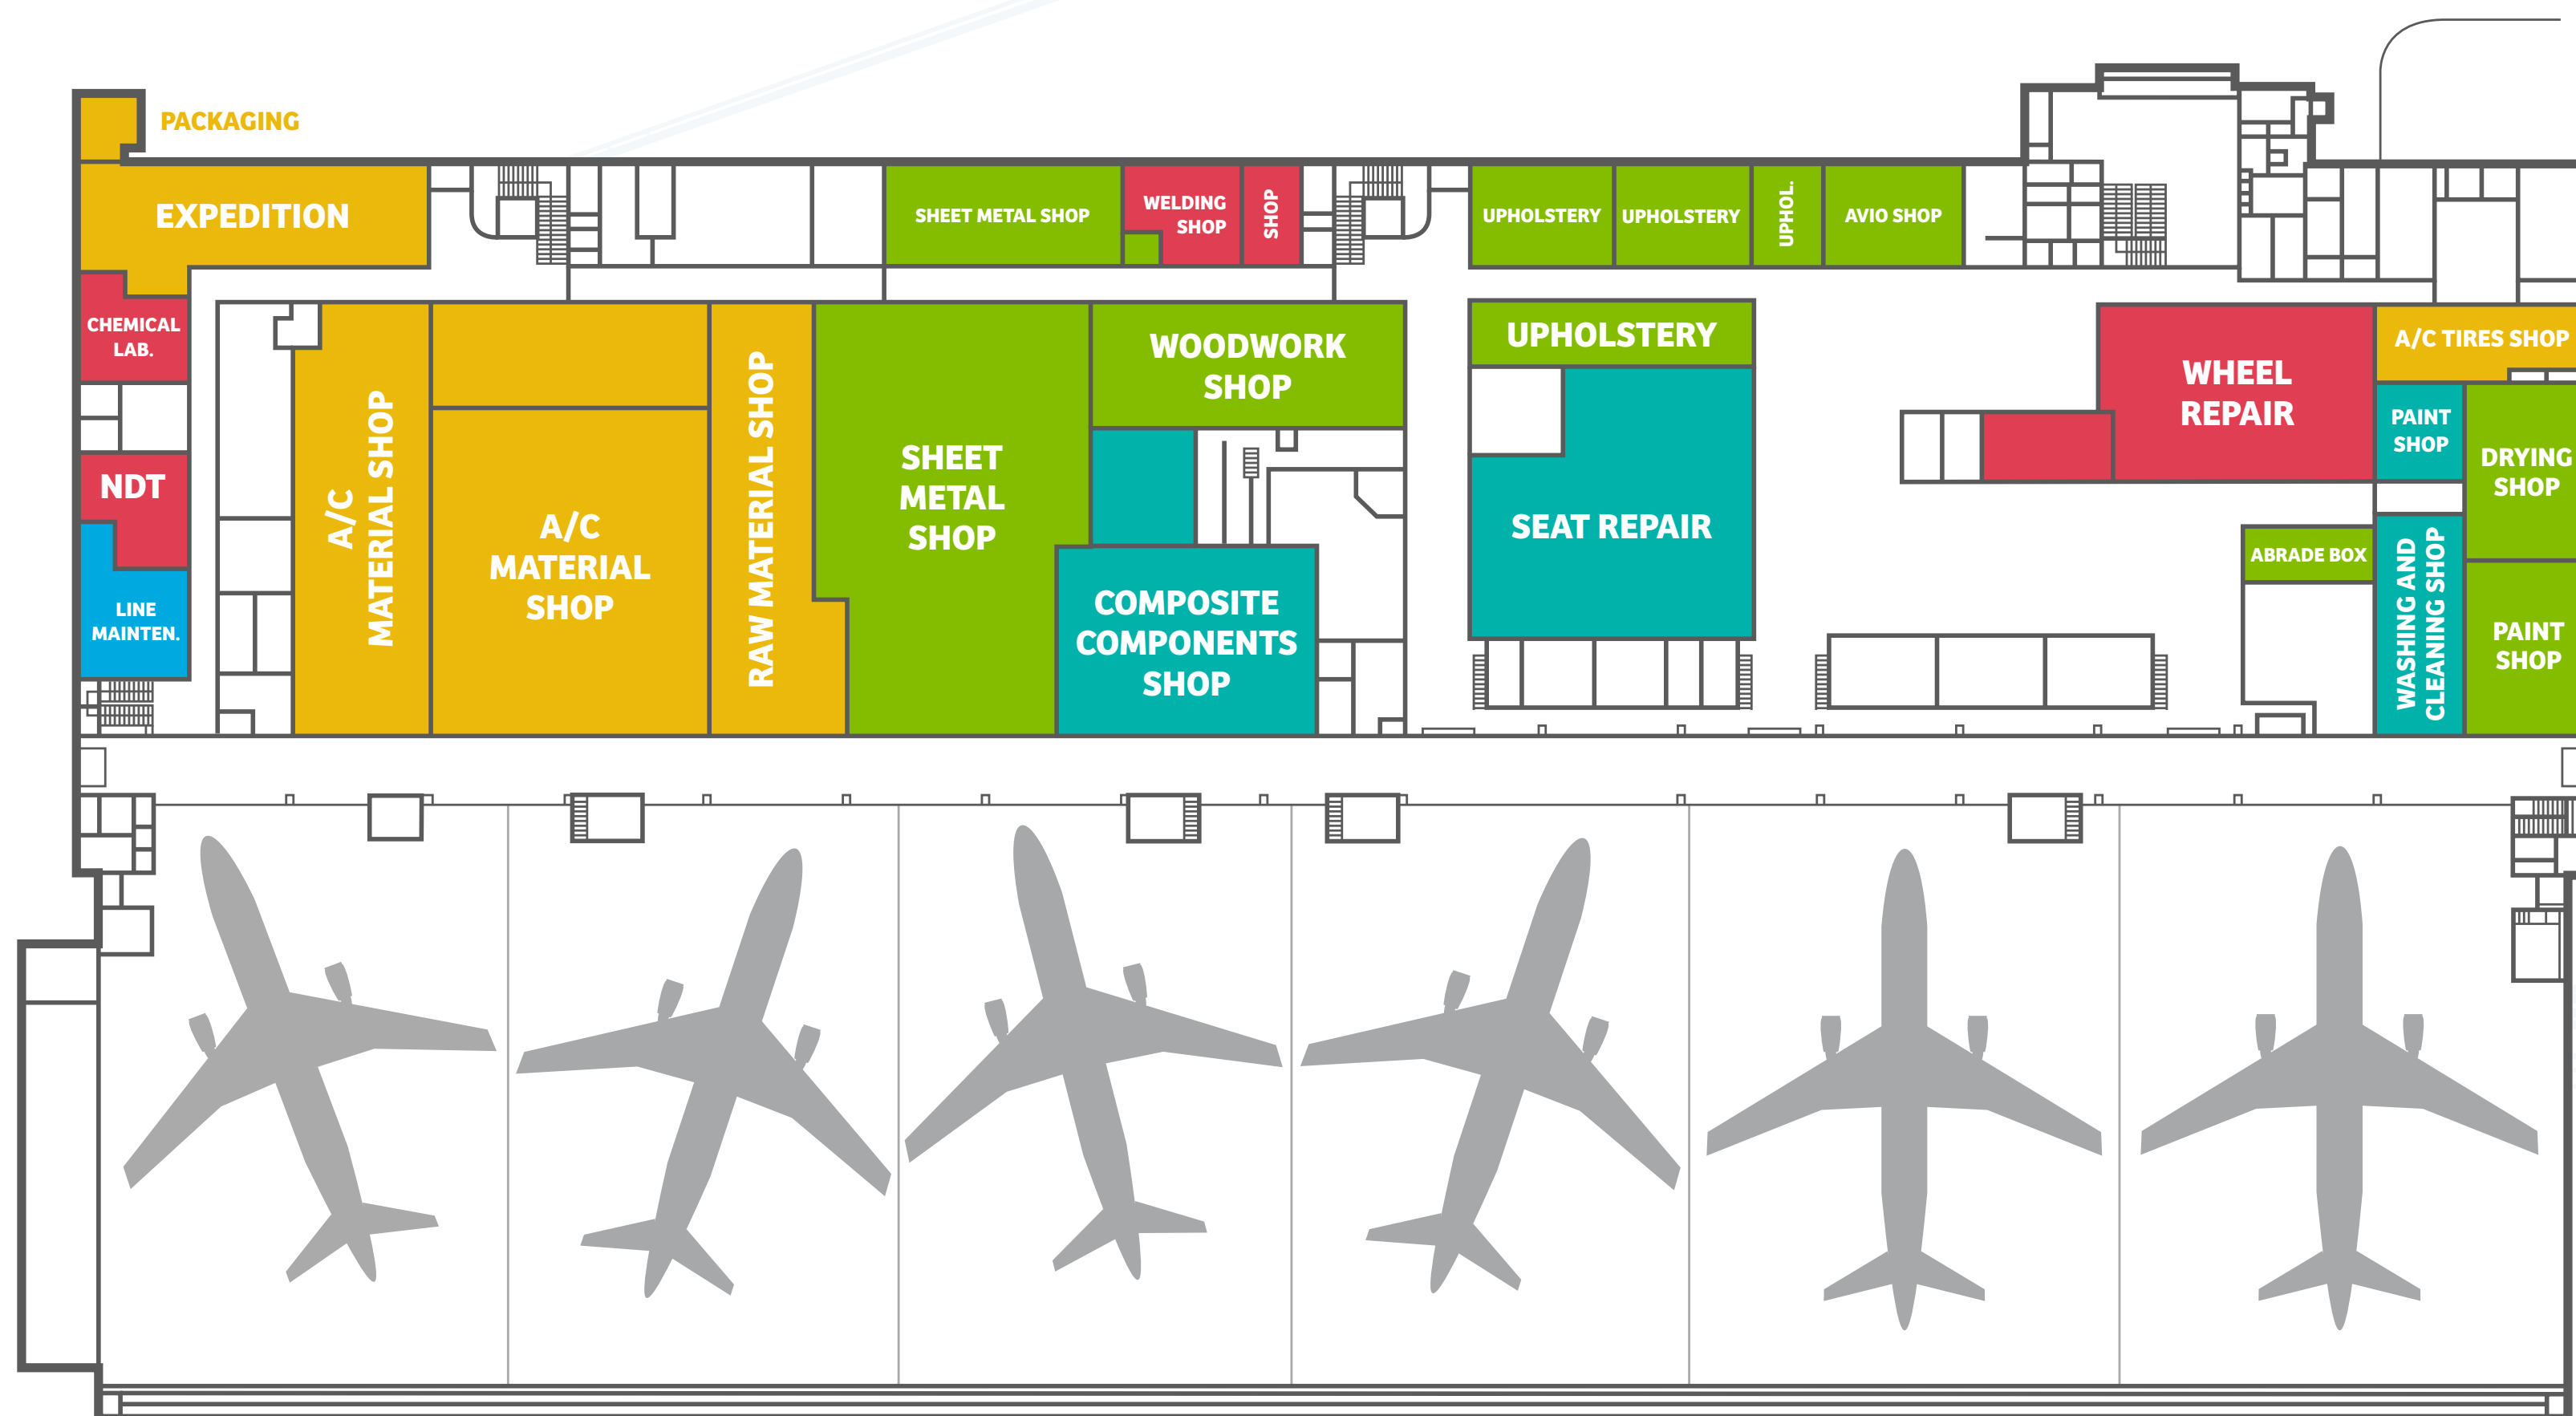 PACKAGING
EXPEDITION
SHEET METAL SHOP
WELDING
SHOP
SHOP
UPHOLSTERY
UPHOLSTERY
UPHOL.
AVIO SHOP
CHEMICAL
LAB.
NDT
LINE
MAINTEN.
A/C
MATERIAL SHOP
A/C
MATERIAL
SHOP
RAW MATERIAL SHOP
SHEET
METAL
SHOP
WOODWORK
SHOP
COMPOSITE
COMPONENTS
SHOP
UPHOLSTERY
SEAT REPAIR
WHEEL
REPAIR
A/C TIRES SHOP
PAINT
SHOP
DRYING
SHOP
ABRADE BOX
WASHING AND
CLEANING SHOP
PAINT
SHOP